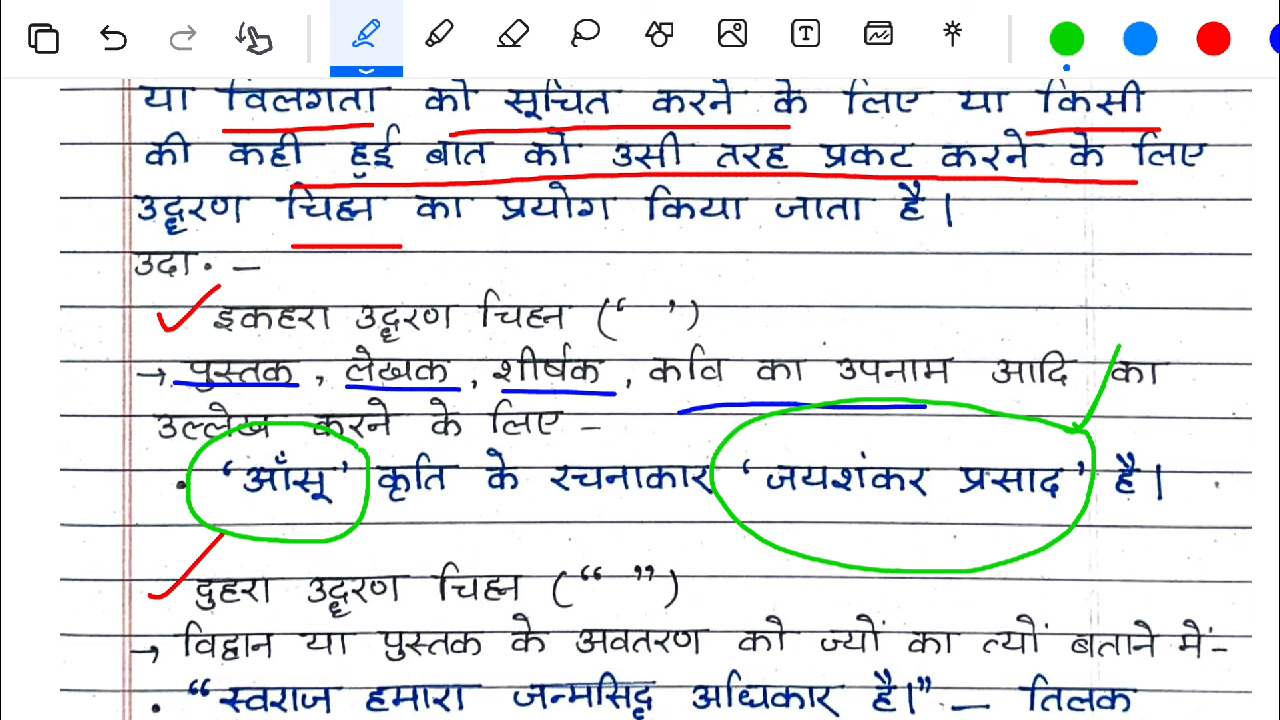 या विलगता को सूचित करने के लिए या किसी
की कही हुई बात को उसी तरह प्रकट करने के लिए
उद्धरण चिह्न का प्रयोग किया जाता है।
उदा. –
इकहरा उद्धरण चिह्न (‘ ’)
→ पुस्तक, लेखक, शीर्षक, कवि का उपनाम आदि का
उल्लेख करने के लिए –
• ‘आँसू’ कृति के रचनाकार ‘जयशंकर प्रसाद’ है।
दुहरा उद्धरण चिह्न (“ ”)
→ विद्वान या पुस्तक के अवतरण को ज्यों का त्यों बताने में-
• “स्वराज हमारा जन्मसिद्ध अधिकार है।” — तिलक